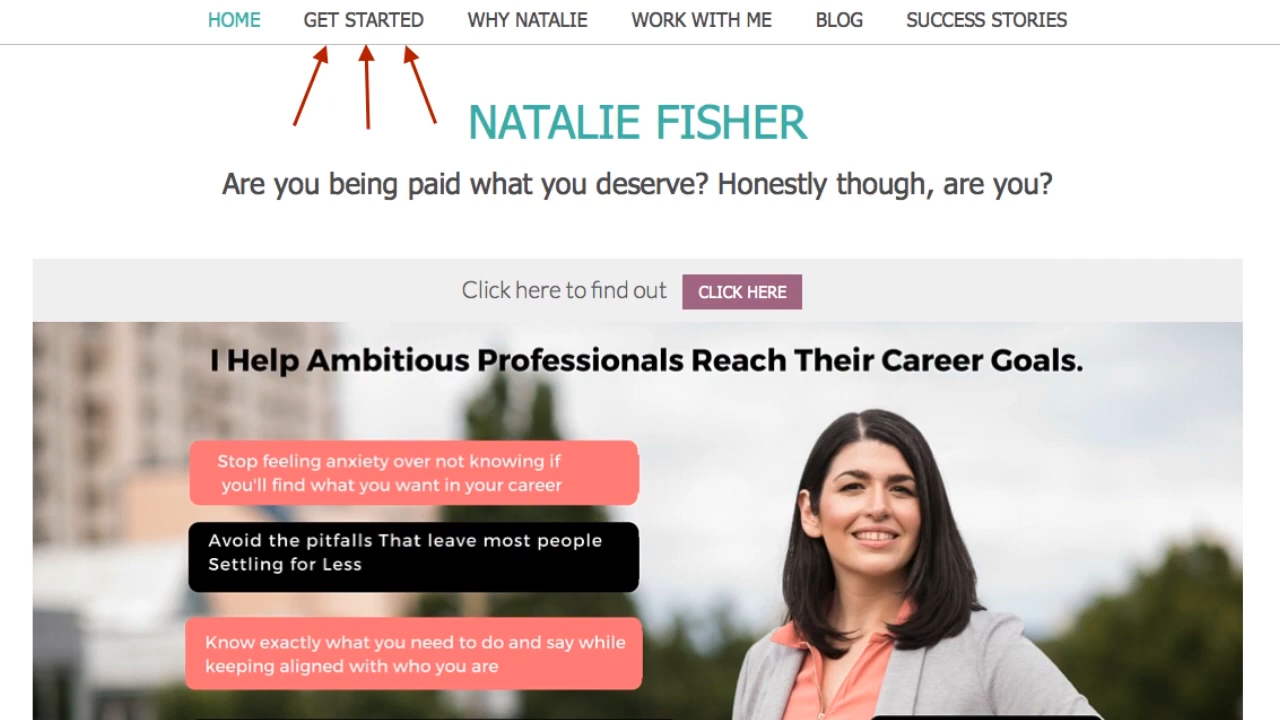 HOME GET STARTED WHY NATALIE WORK WITH ME BLOG SUCCESS STORIES
NATALIE FISHER
Are you being paid what you deserve? Honestly though, are you?
Click here to find out CLICK HERE
I Help Ambitious Professionals Reach Their Career Goals.
Stop feeling anxiety over not knowing if
you'll find what you want in your career
Avoid the pitfalls That leave most people
Settling for Less
Know exactly what you need to do and say while
keeping aligned with who you are